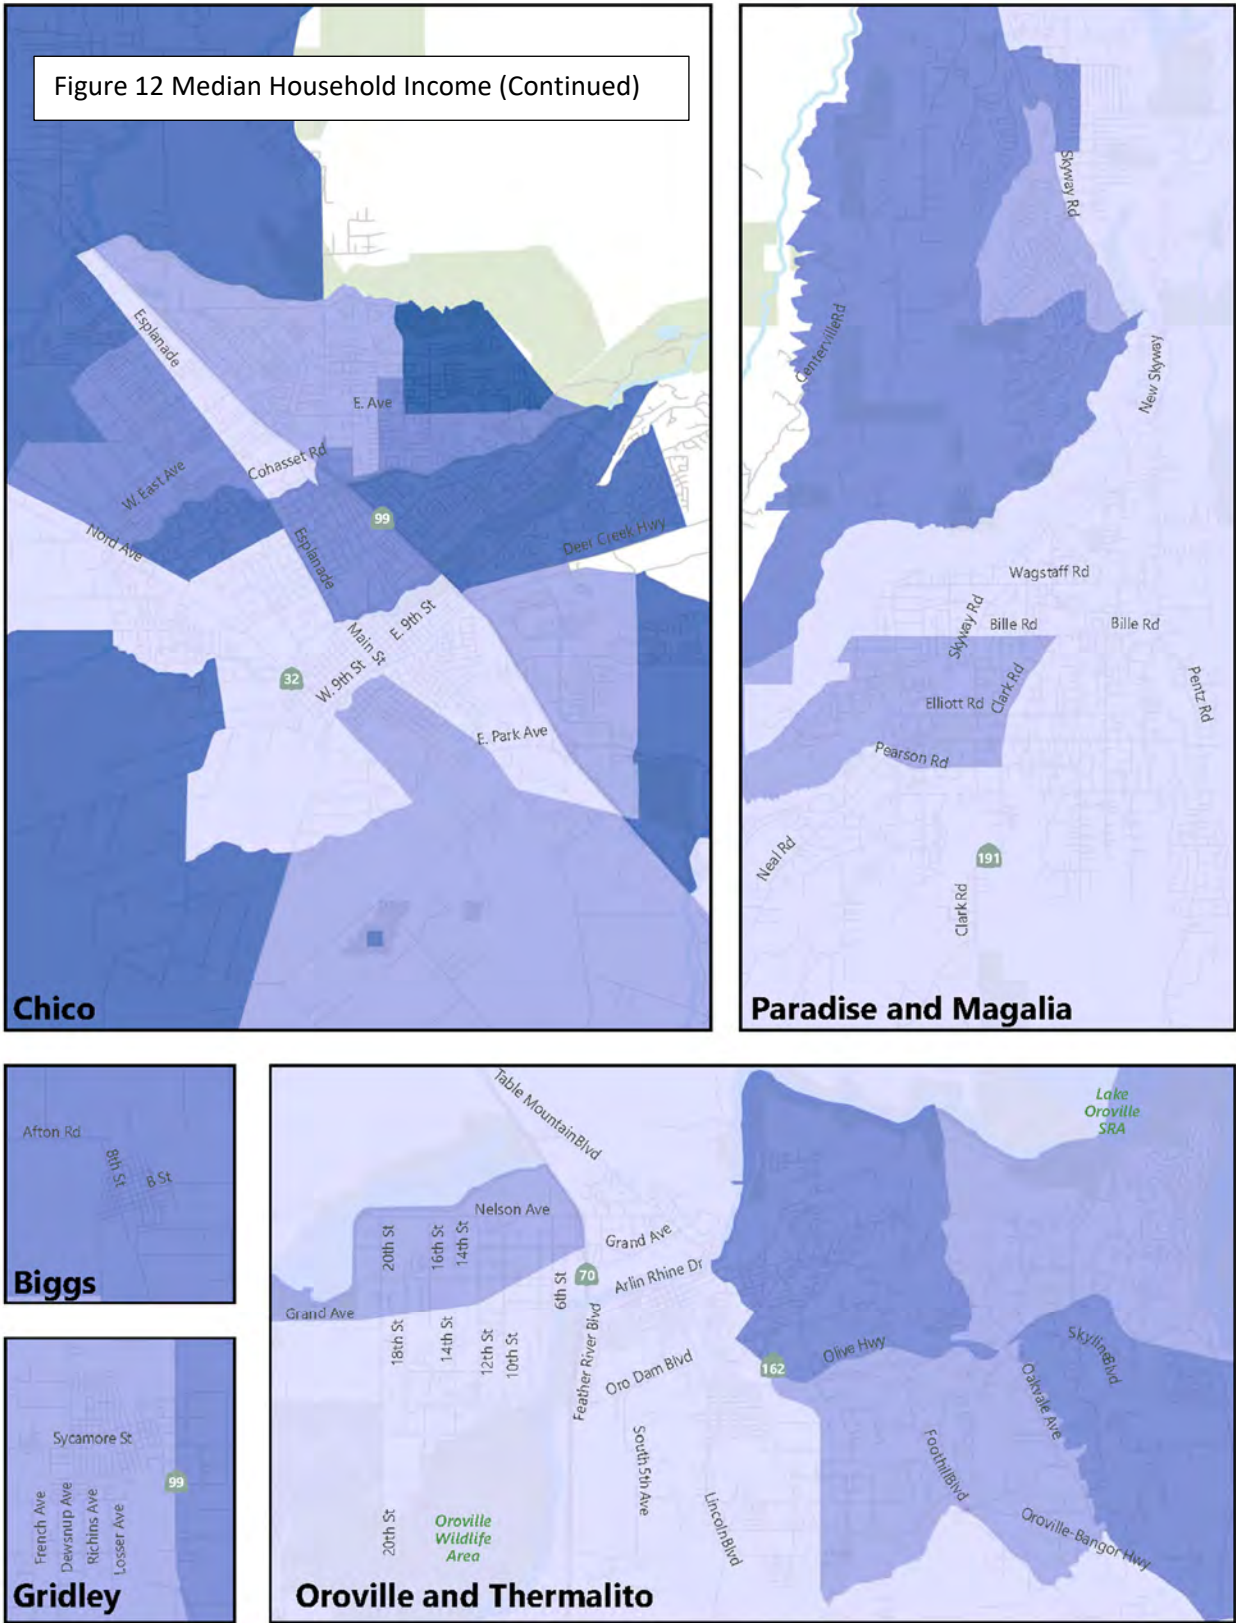 Figure 12 Median Household Income (Continued)
Esplanade
E. Ave
Cohasset Rd
W. East Ave
99
Nord Ave
Esplanade
Deer Creek Hwy
E. 9th St
Main St
W. 9th St
32
E. Park Ave
Chico
Skyway Rd
Centerville Rd
New Skyway
Wagstaff Rd
Skyway Rd
Bille Rd
Bille Rd
Elliott Rd
Clark Rd
Pentz Rd
Pearson Rd
Neal Rd
191
Clark Rd
Paradise and Magalia
Afton Rd
8th St
B St
Biggs
Sycamore St
99
French Ave
Dewsnup Ave
Richins Ave
Losser Ave
Gridley
Table Mountain Blvd
Lake
Oroville
SRA
Nelson Ave
20th St
16th St
14th St
Grand Ave
70
6th St
Arlin Rhine Dr
Grand Ave
18th St
14th St
12th St
10th St
Feather River Blvd
Oro Dam Blvd
162
Olive Hwy
Skyline Blvd
Oakvale Ave
South 5th Ave
Foothill Blvd
Lincoln Blvd
Oroville-Bangor Hwy
20th St
Oroville
Wildlife
Area
Oroville and Thermalito